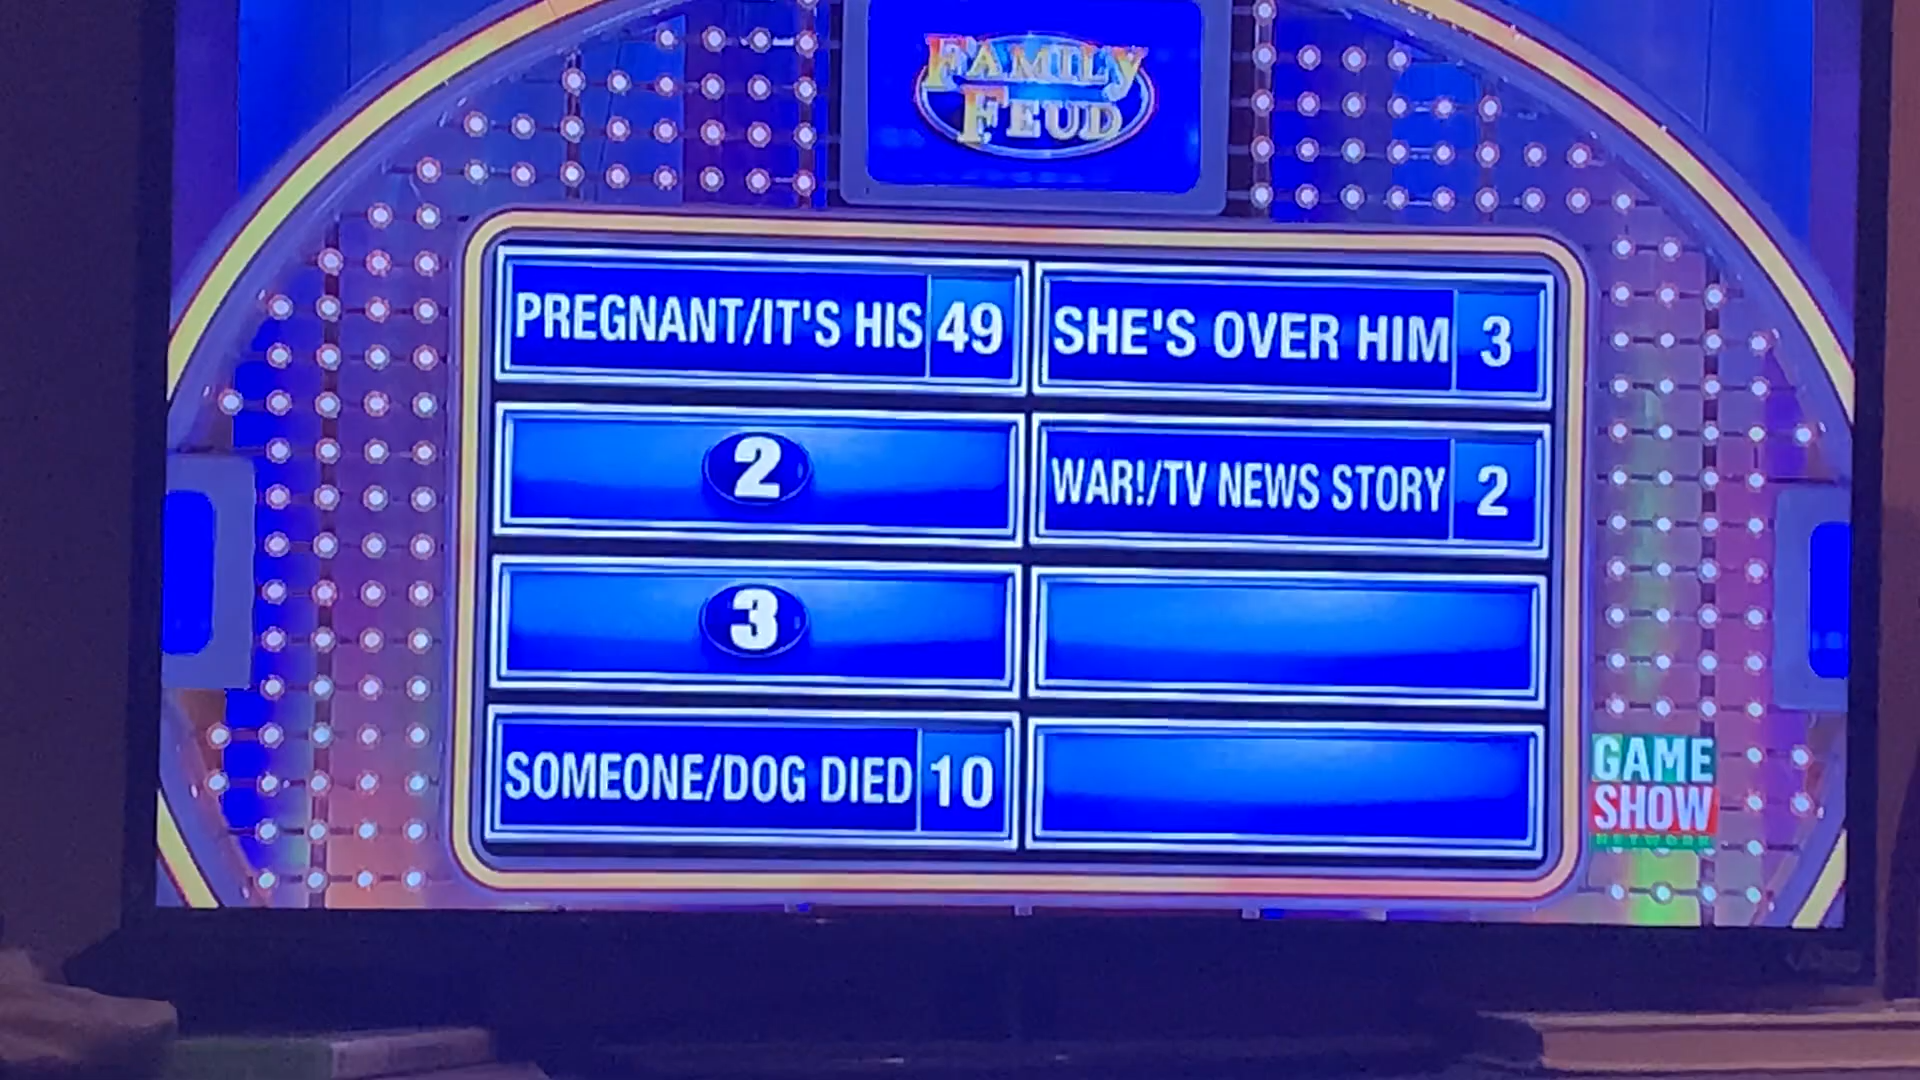 FAMILY
FEUD
PREGNANT/IT'S HIS 49
2
3
SOMEONE/DOG DIED 10
SHE'S OVER HIM 3
WAR!/TV NEWS STORY 2
GAME
SHOW
NETWORK